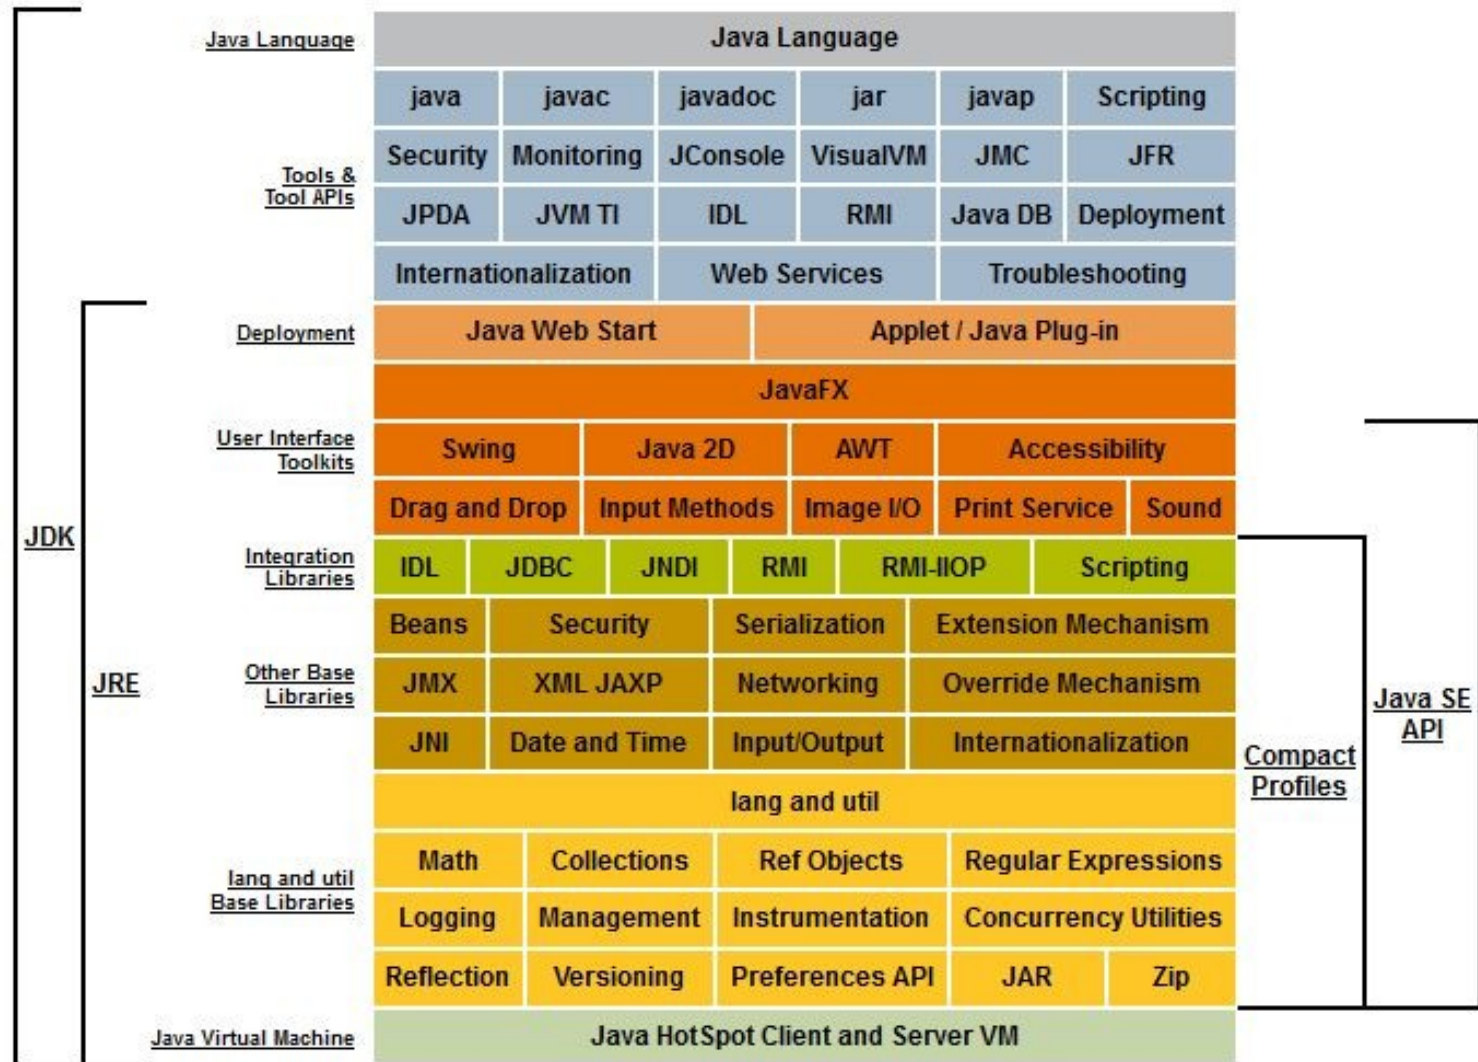 Java Language Java Language
java javac javadoc jar javap Scripting
Security Monitoring JConsole VisualVM JMC JFR
Tools &
Tool APIs
JPDA JVM TI IDL RMI Java DB Deployment
Internationalization Web Services Troubleshooting
Deployment Java Web Start Applet / Java Plug-in
JavaFX
User Interface
Toolkits
Swing Java 2D AWT Accessibility
Drag and Drop Input Methods Image I/O Print Service Sound
JDK
Integration
Libraries
IDL JDBC JNDI RMI RMI-IIOP Scripting
Beans Security Serialization Extension Mechanism
JRE
Other Base
Libraries
JMX XML JAXP Networking Override Mechanism
Java SE
API
JNI Date and Time Input/Output Internationalization
Compact
Profiles
lang and util
Math Collections Ref Objects Regular Expressions
lang and util
Base Libraries
Logging Management Instrumentation Concurrency Utilities
Reflection Versioning Preferences API JAR Zip
Java Virtual Machine Java HotSpot Client and Server VM